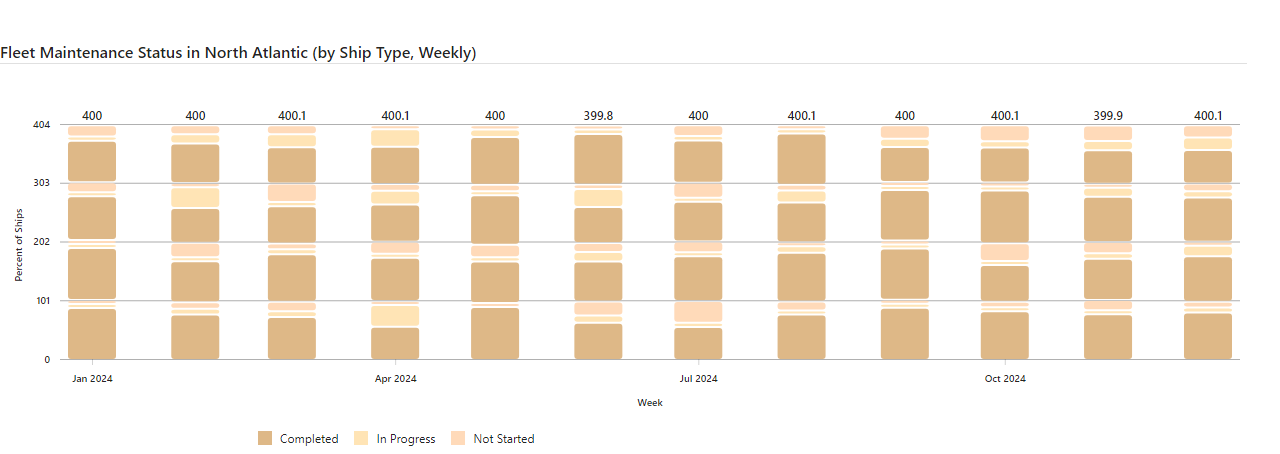 Fleet Maintenance Status in North Atlantic (by Ship Type, Weekly)
400 400 400.1 400.1 400 399.8 400 400.1 400 400.1 399.9 400.1
404
303
202
101
0
Percent of Ships
Jan 2024 Apr 2024 Jul 2024 Oct 2024
Week
Completed In Progress Not Started